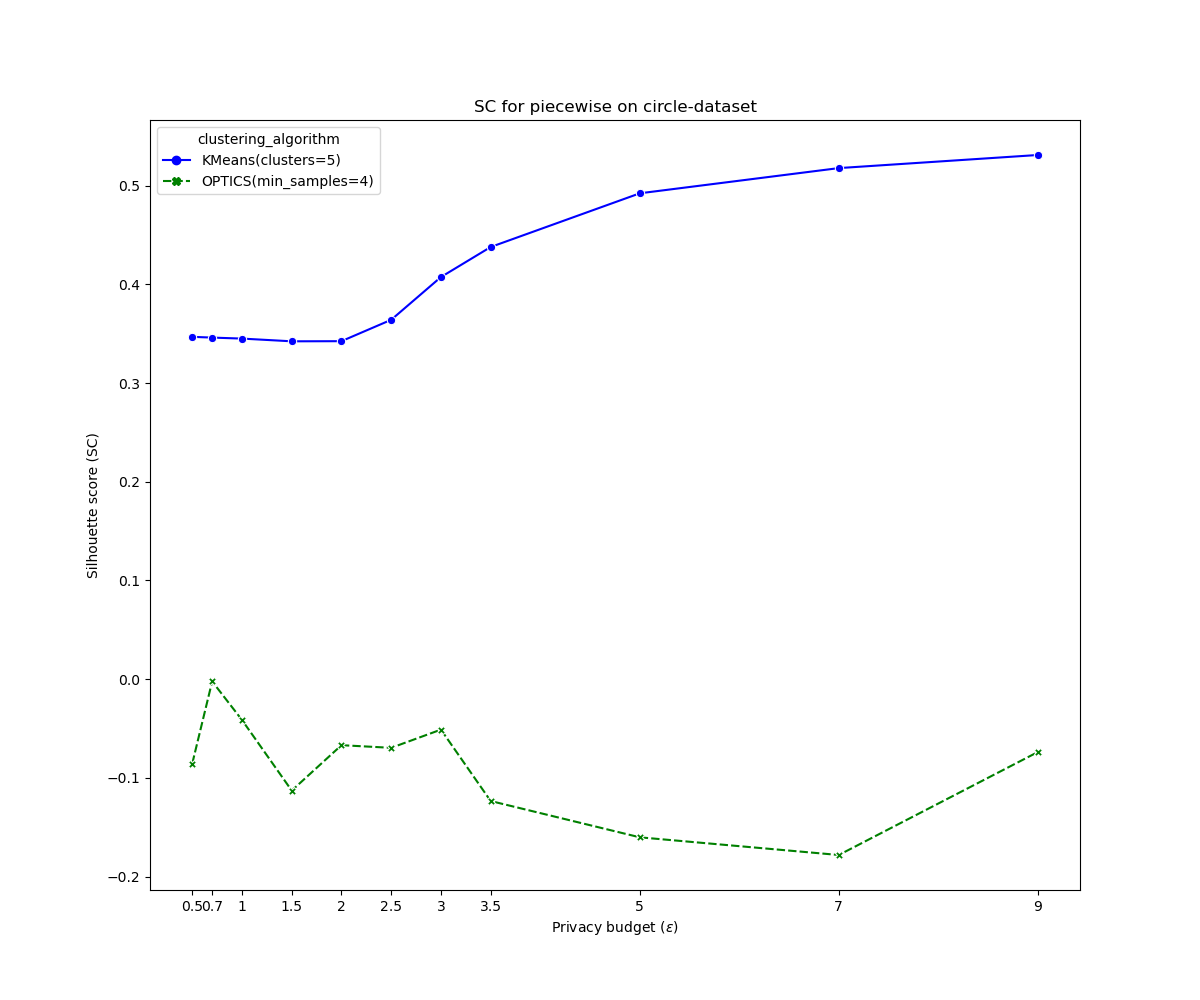 SC for piecewise on circle-dataset
clustering_algorithm
KMeans(clusters=5)
OPTICS(min_samples=4)
Silhouette score (SC)
0.5
0.4
0.3
0.2
0.1
0.0
−0.1
−0.2
0.5 0.7 1 1.5 2 2.5 3 3.5 5 7 9
Privacy budget (ε)